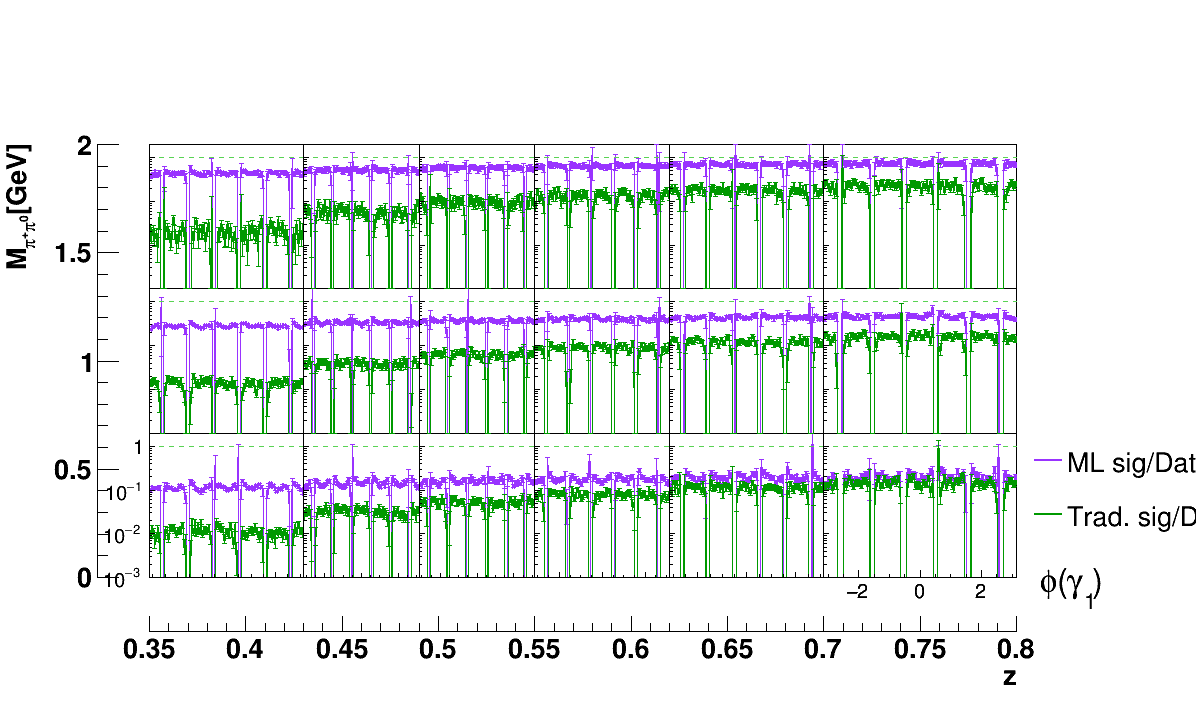 M_{π⁺π⁰}[GeV]
2
1.5
1
0.5
0
1
10⁻¹
10⁻²
10⁻³
ML sig/Dat
Trad. sig/D
−2 0 2
ϕ(γ₁)
0.35 0.4 0.45 0.5 0.55 0.6 0.65 0.7 0.75 0.8
z